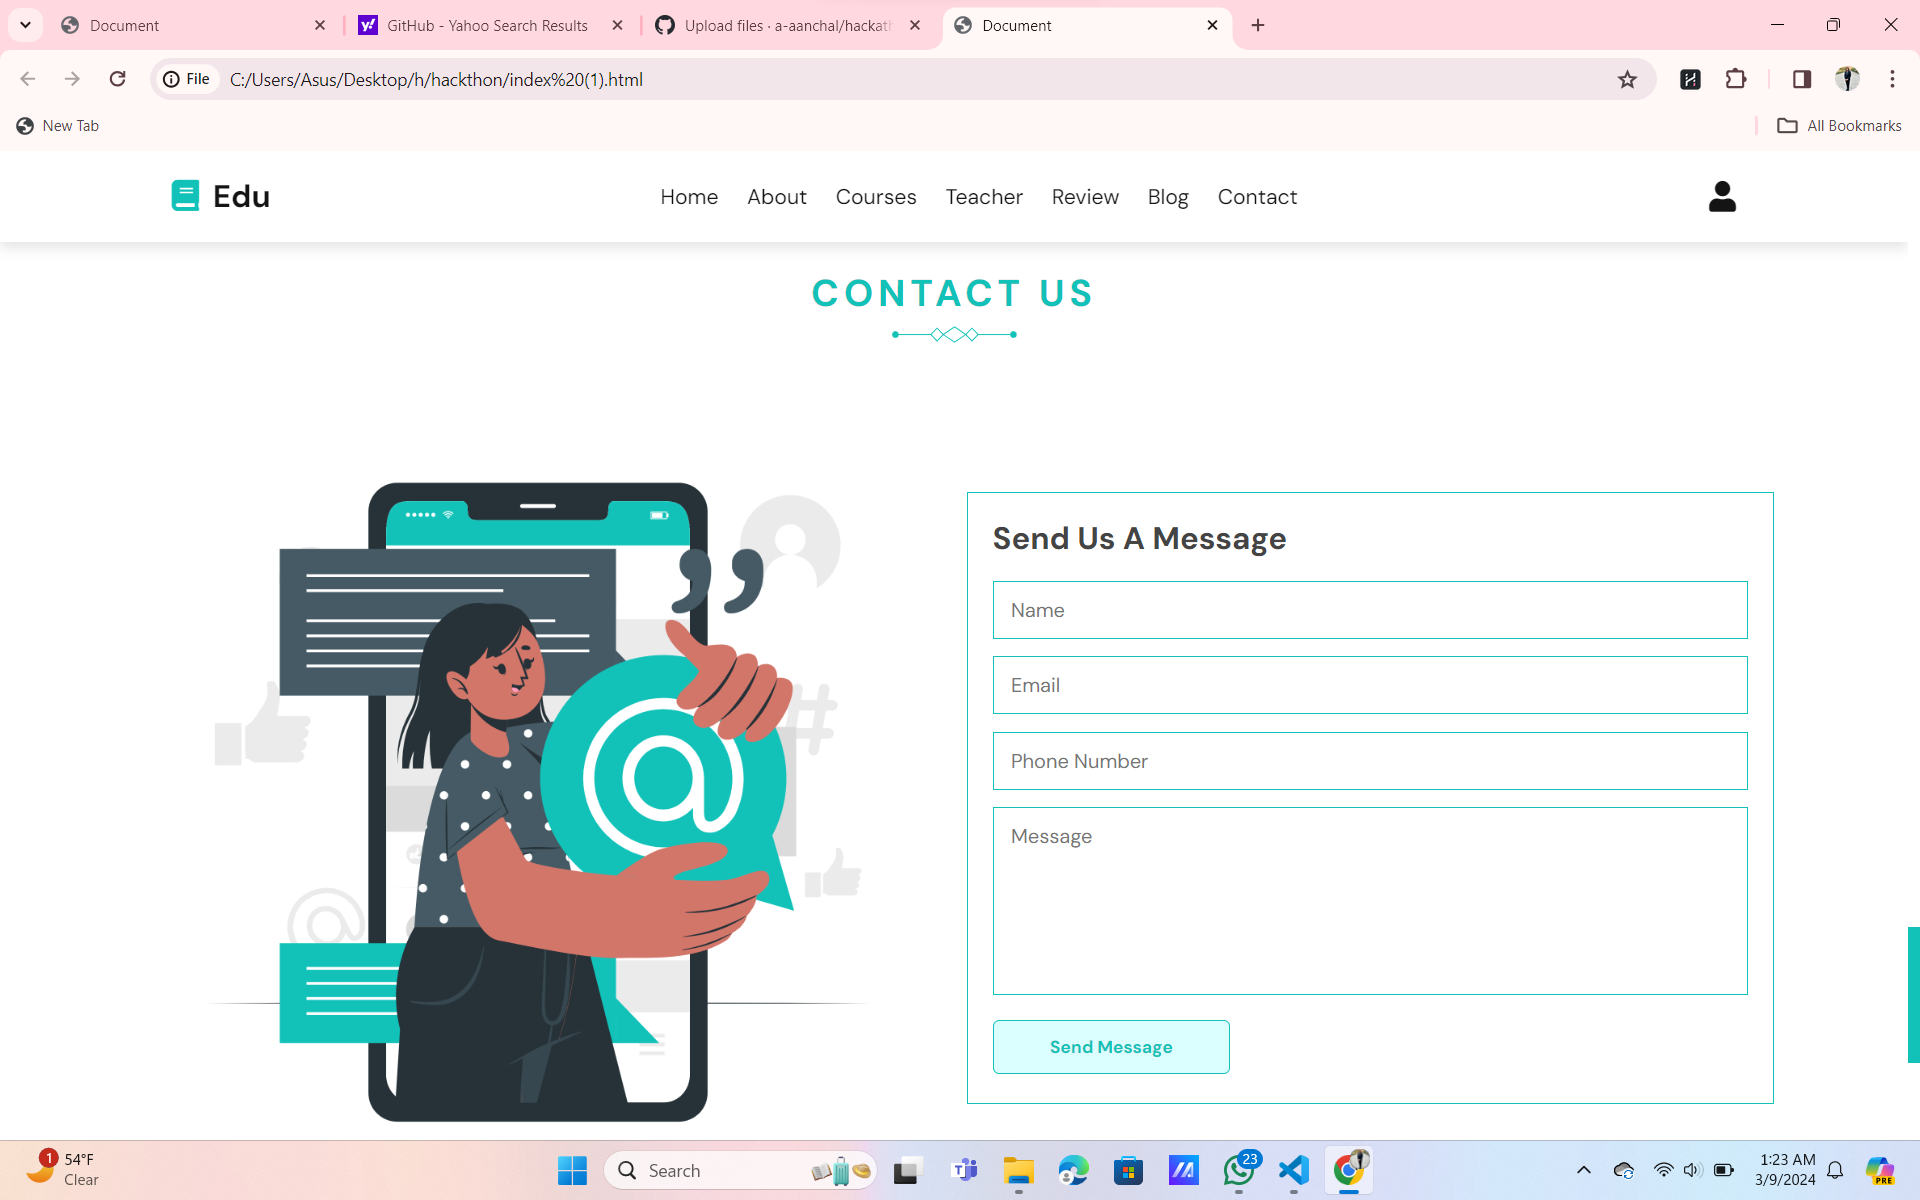 Document
GitHub - Yahoo Search Results
Upload files · a-aanchal/hackath
Document
File
C:/Users/Asus/Desktop/h/hackthon/index%20(1).html
New Tab
All Bookmarks
Edu
Home
About
Courses
Teacher
Review
Blog
Contact
CONTACT US
Send Us A Message
Name
Email
Phone Number
Message
Send Message
1
54°F
Clear
Search
23
1:23 AM
3/9/2024
PRE